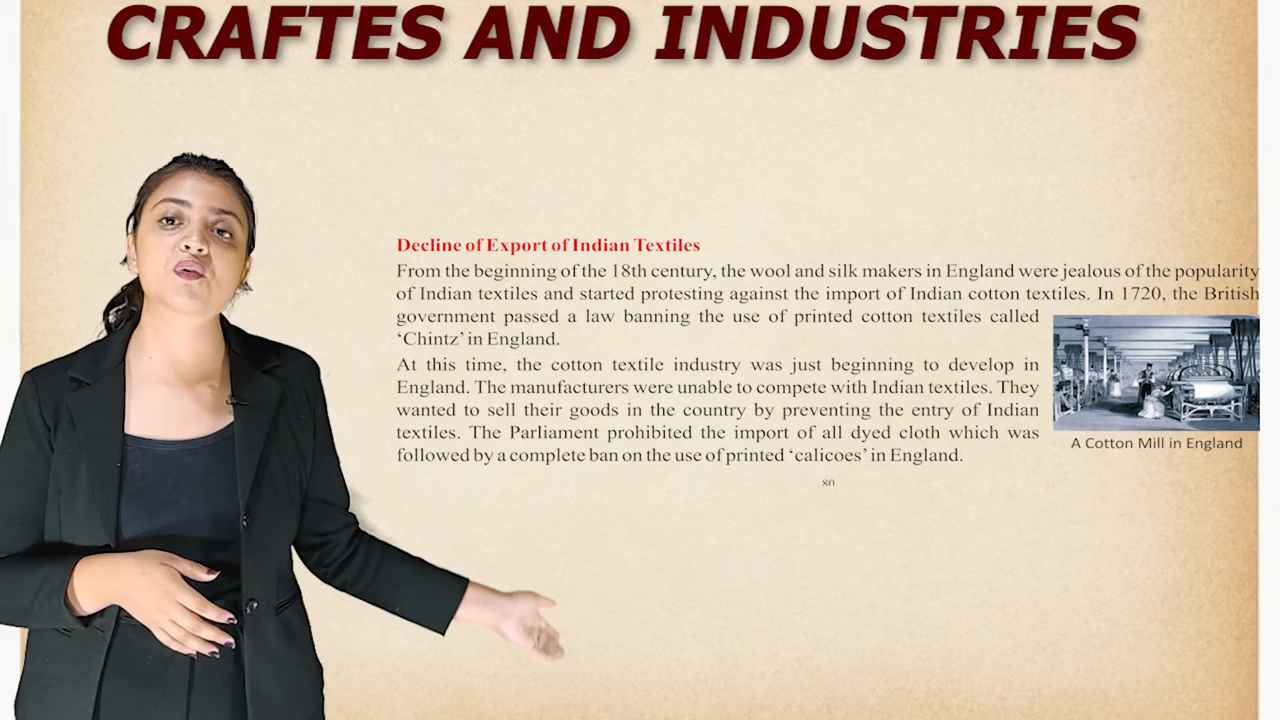 CRAFTES AND INDUSTRIES
Decline of Export of Indian Textiles
From the beginning of the 18th century, the wool and silk makers in England were jealous of the popularity
of Indian textiles and started protesting against the import of Indian cotton textiles. In 1720, the British
government passed a law banning the use of printed cotton textiles called
‘Chintz’ in England.
At this time, the cotton textile industry was just beginning to develop in
England. The manufacturers were unable to compete with Indian textiles. They
wanted to sell their goods in the country by preventing the entry of Indian
textiles. The Parliament prohibited the import of all dyed cloth which was
followed by a complete ban on the use of printed ‘calicoes’ in England.
A Cotton Mill in England
80